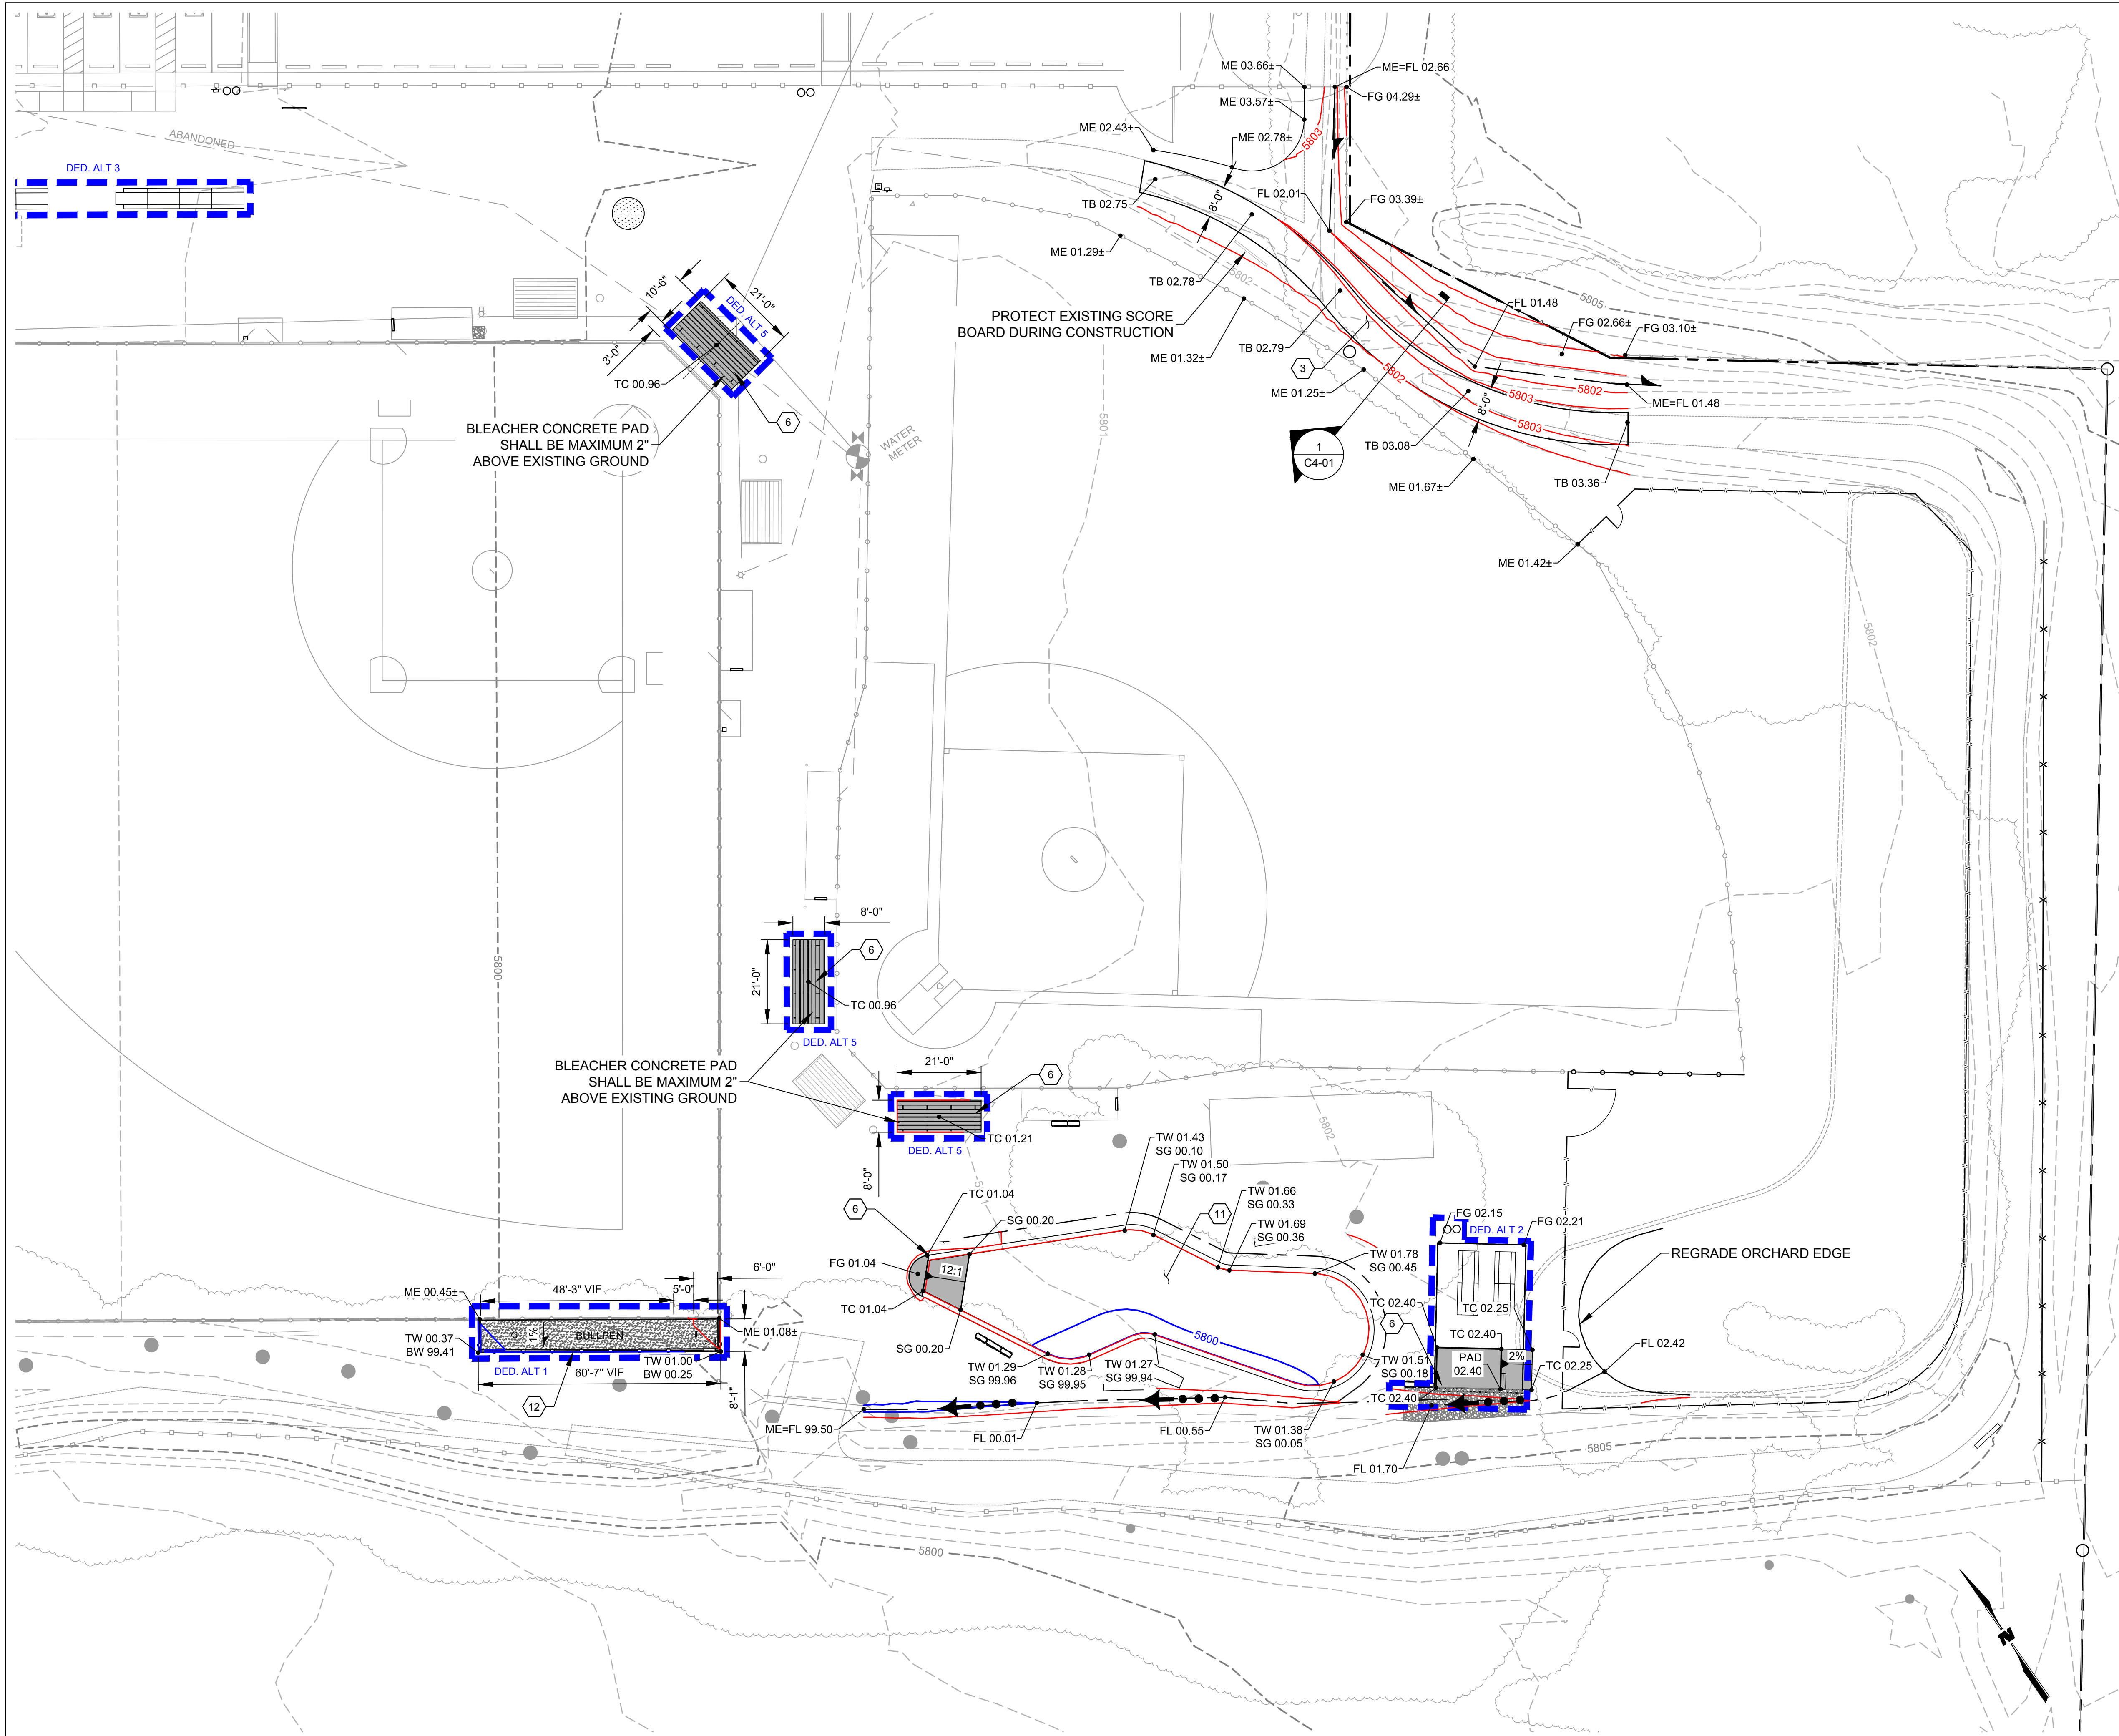 ABANDONED
DED. ALT 3
ME 03.66±
ME=FL 02.66
ME 03.57±
FG 04.29±
ME 02.43±
ME 02.78±
5803
TB 02.75
8'-0"
FL 02.01
FG 03.39±
ME 01.29±
TB 02.78
5802
5805
10'-6"
21'-0"
DED. ALT 5
3'-0"
TC 00.96
PROTECT EXISTING SCORE
BOARD DURING CONSTRUCTION
FL 01.48
FG 02.66±
FG 03.10±
ME 01.32±
TB 02.79
3
5802
ME 01.25±
5802
5803
ME=FL 01.48
8'-0"
5803
BLEACHER CONCRETE PAD
SHALL BE MAXIMUM 2"
ABOVE EXISTING GROUND
6
WATER
METER
5801
1
C4-01
TB 03.08
ME 01.67±
TB 03.36
ME 01.42±
5802
5800
8'-0"
6
21'-0"
TC 00.96
DED. ALT 5
BLEACHER CONCRETE PAD
SHALL BE MAXIMUM 2"
ABOVE EXISTING GROUND
21'-0"
6
TC 01.21
DED. ALT 5
8'-0"
5802
TW 01.43
SG 00.10
TW 01.50
SG 00.17
TC 01.04
6
SG 00.20
TW 01.66
SG 00.33
11
TW 01.69
SG 00.36
FG 02.15
DED. ALT 2
FG 02.21
FG 01.04
12:1
TW 01.78
SG 00.45
REGRADE ORCHARD EDGE
TC 01.04
SG 00.20
TC 02.40
TC 02.25
6
TC 02.40
PAD
02.40
2%
FL 02.42
TC 02.25
5800
TW 01.29
SG 99.96
TW 01.28
SG 99.95
TW 01.27
SG 99.94
TW 01.51
SG 00.18
TC 02.40
ME 00.45±
48'-3" VIF
5'-0"
6'-0"
1%
BULLPEN
ME 01.08±
TW 00.37
BW 99.41
TW 01.00
BW 00.25
DED. ALT 1
60'-7" VIF
12
8'-1"
ME=FL 99.50
FL 00.01
FL 00.55
TW 01.38
SG 00.05
FL 01.70
5805
5800
N